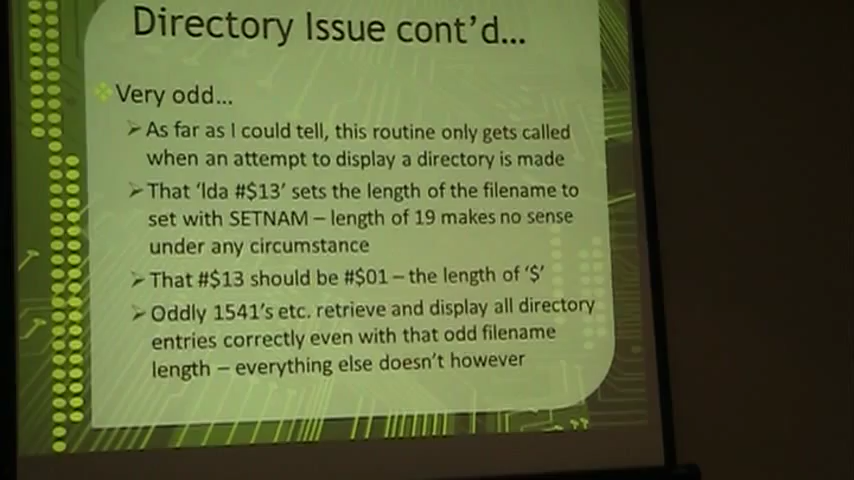 Directory Issue cont'd...
Very odd...
As far as I could tell, this routine only gets called
when an attempt to display a directory is made
That 'lda #$13' sets the length of the filename to
set with SETNAM – length of 19 makes no sense
under any circumstance
That #$13 should be #$01 – the length of '$'
Oddly 1541's etc. retrieve and display all directory
entries correctly even with that odd filename
length – everything else doesn't however